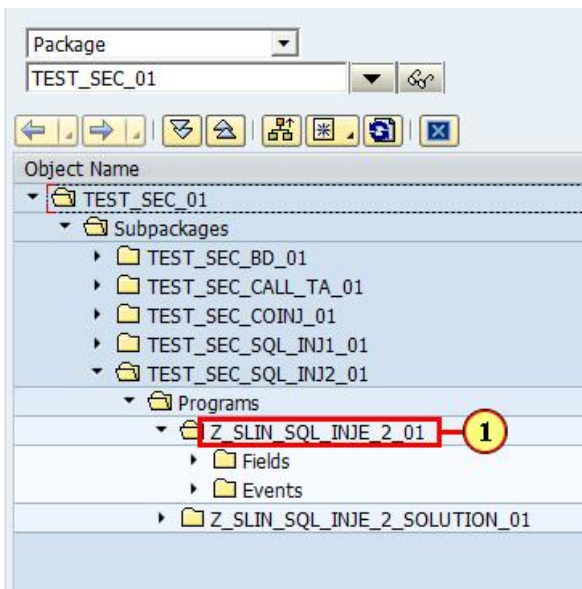 Package
TEST_SEC_01
Object Name
TEST_SEC_01
Subpackages
TEST_SEC_BD_01
TEST_SEC_CALL_TA_01
TEST_SEC_COINJ_01
TEST_SEC_SQL_INJ1_01
TEST_SEC_SQL_INJ2_01
Programs
Z_SLIN_SQL_INJE_2_01 1
Fields
Events
Z_SLIN_SQL_INJE_2_SOLUTION_01